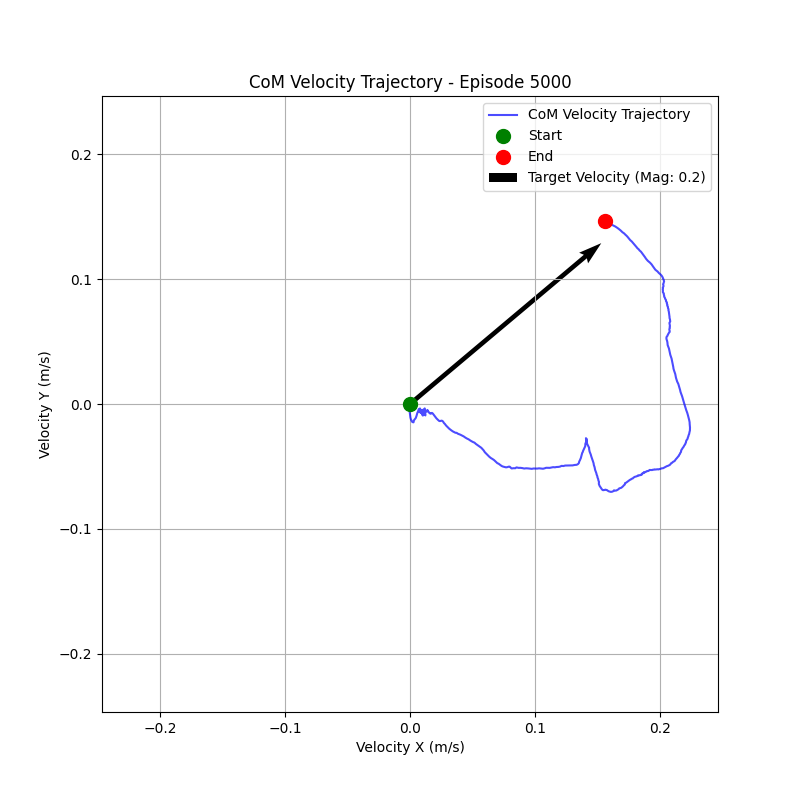 CoM Velocity Trajectory - Episode 5000
CoM Velocity Trajectory
Start
End
Target Velocity (Mag: 0.2)
0.2
0.1
0.0
−0.1
−0.2
Velocity Y (m/s)
−0.2 −0.1 0.0 0.1 0.2
Velocity X (m/s)